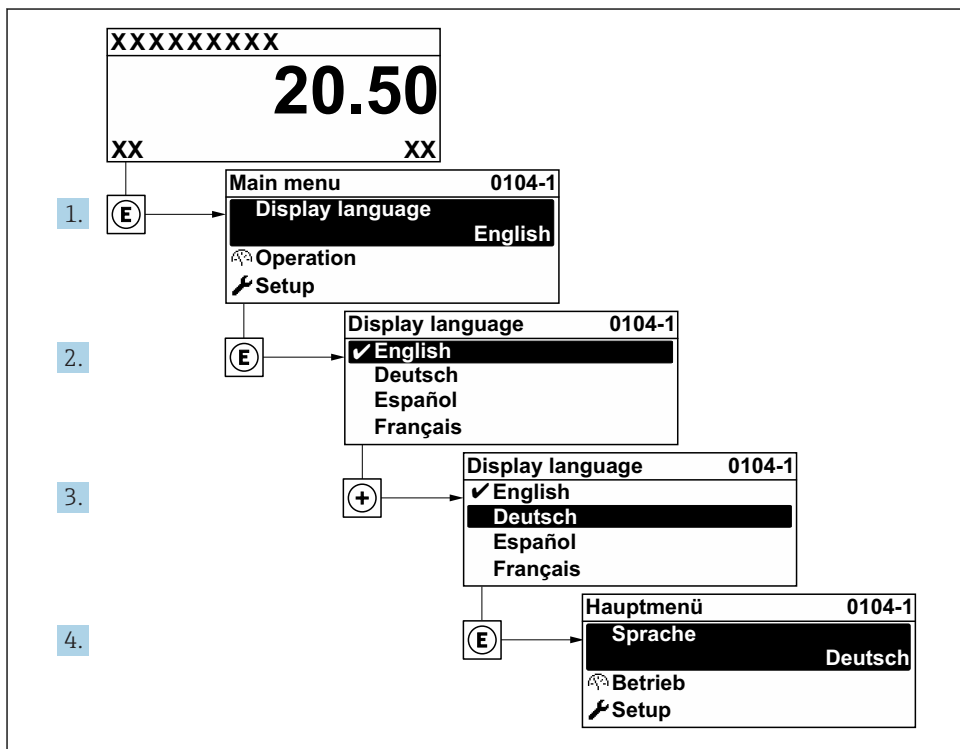 XXXXXXXXX
20.50
XX XX
1. E
Main menu 0104-1
Display language
English
Operation
Setup
2. E
Display language 0104-1
✔English
Deutsch
Español
Français
3. +
Display language 0104-1
✔English
Deutsch
Español
Français
4. E
Hauptmenü 0104-1
Sprache
Deutsch
Betrieb
Setup